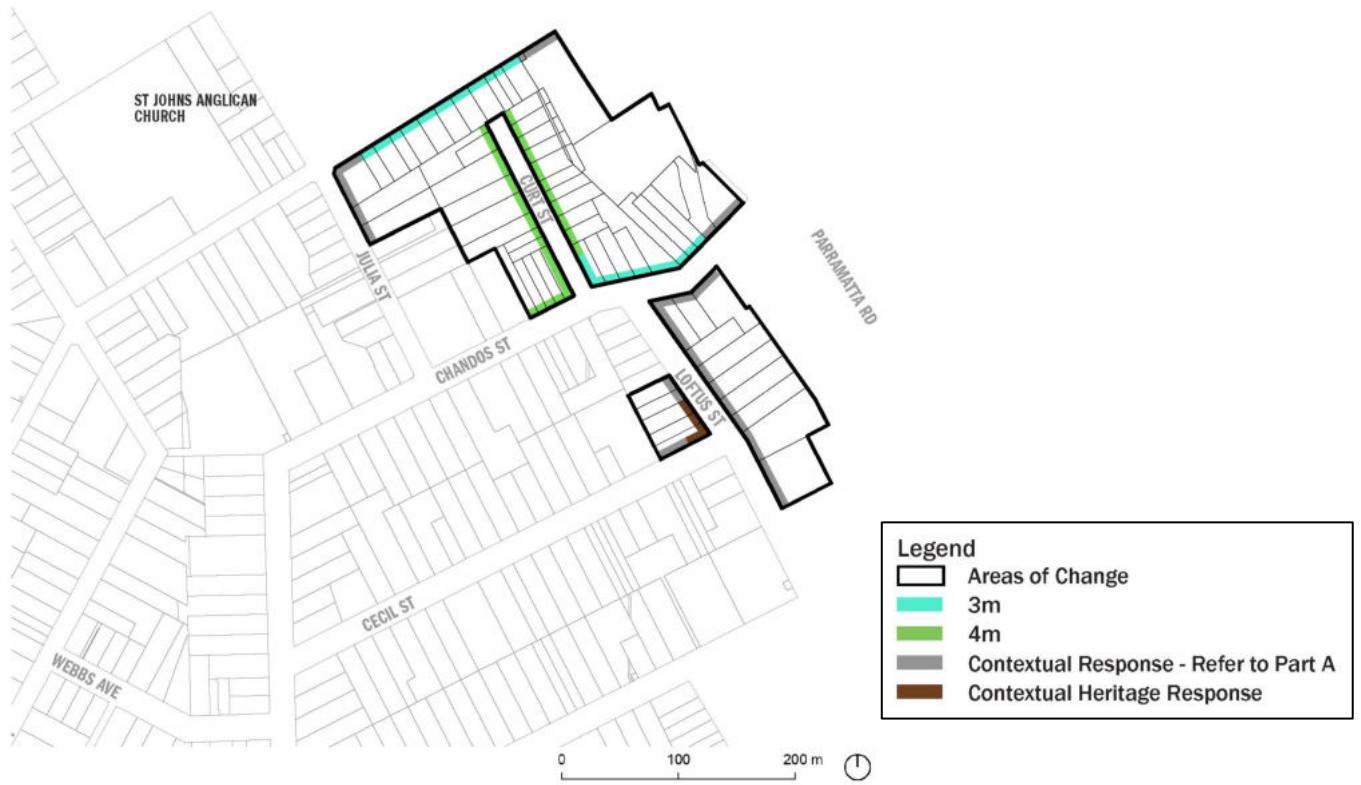 ST JOHNS ANGLICAN
CHURCH
CURT ST
JULIA ST
PARRAMATTA RD
CHANDOS ST
LOFTUS ST
CECIL ST
WEBBS AVE
Legend
Areas of Change
3m
4m
Contextual Response - Refer to Part A
Contextual Heritage Response
0 100 200 m